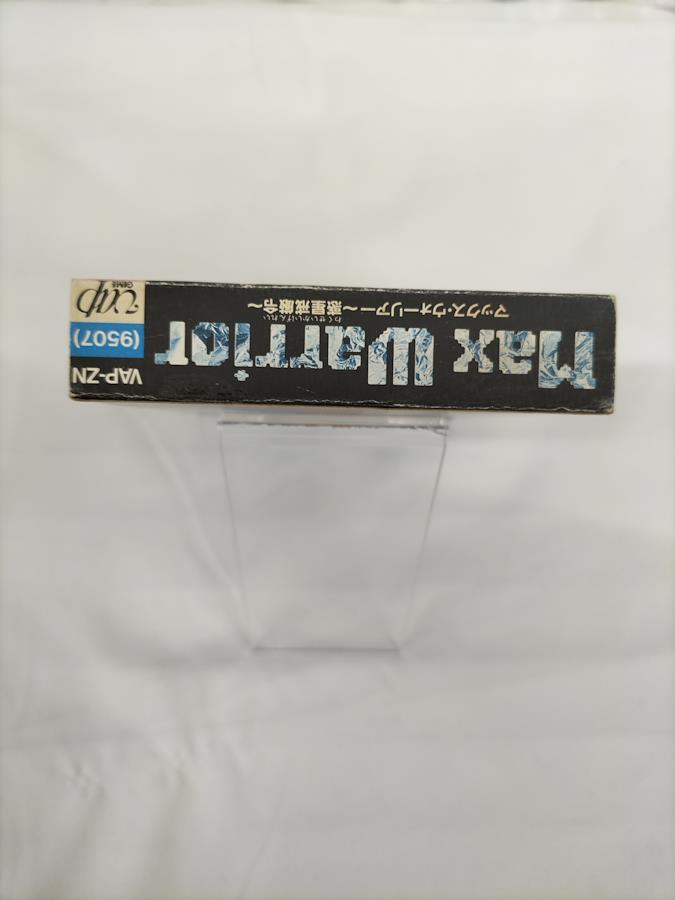 Max Warrior
わくせいかいげんれい
マックス・ウォーリアー〜惑星戒厳令〜
VAP-ZN
(9507)
vap
GAME